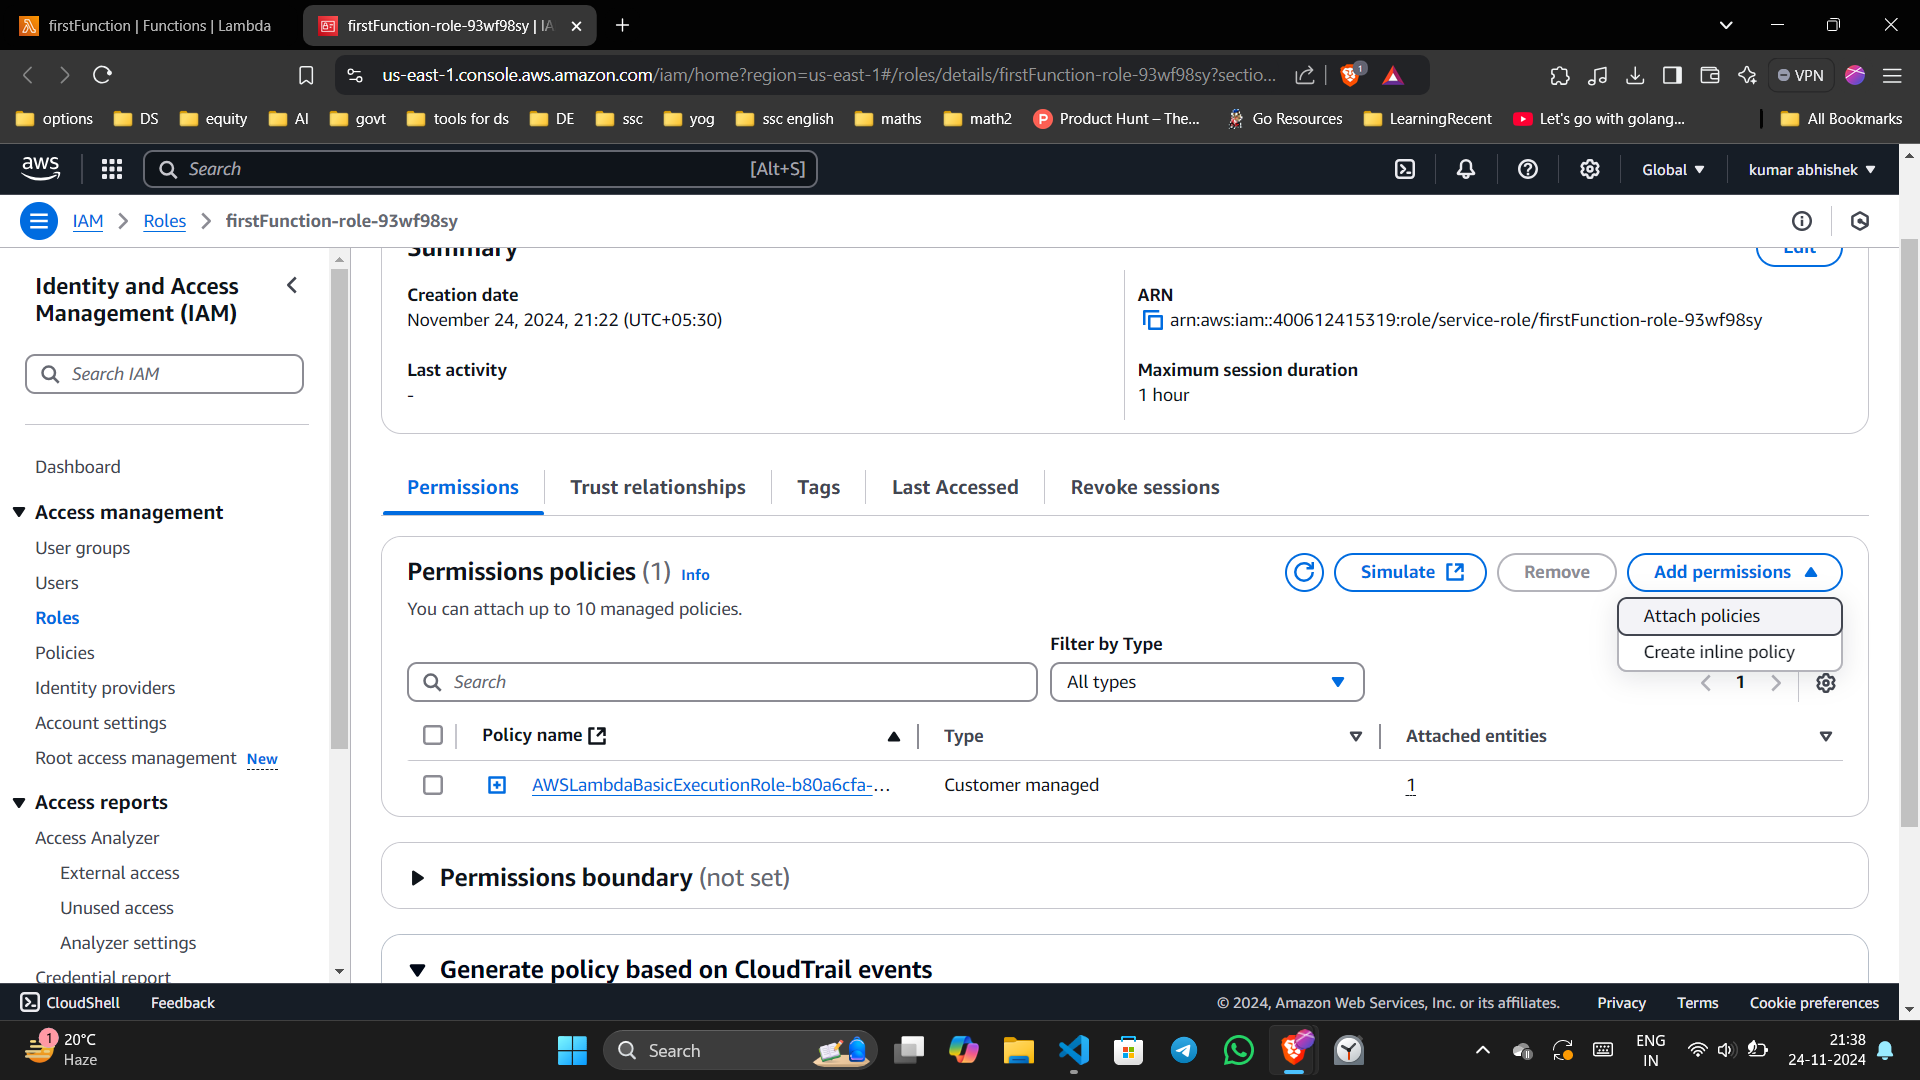 firstFunction | Functions | Lambda
firstFunction-role-93wf98sy | IA
us-east-1.console.aws.amazon.com/iam/home?region=us-east-1#/roles/details/firstFunction-role-93wf98sy?sectio...
1
VPN
options
DS
equity
AI
govt
tools for ds
DE
ssc
yog
ssc english
maths
math2
Product Hunt – The...
Go Resources
LearningRecent
Let's go with golang...
All Bookmarks
aws
Search
[Alt+S]
Global
kumar abhishek
IAM
Roles
firstFunction-role-93wf98sy
Identity and Access
Management (IAM)
Search IAM
Dashboard
Access management
User groups
Users
Roles
Policies
Identity providers
Account settings
Root access management New
Access reports
Access Analyzer
External access
Unused access
Analyzer settings
Credential report
Summary
Edit
Creation date
November 24, 2024, 21:22 (UTC+05:30)
Last activity
-
ARN
arn:aws:iam::400612415319:role/service-role/firstFunction-role-93wf98sy
Maximum session duration
1 hour
Permissions
Trust relationships
Tags
Last Accessed
Revoke sessions
Permissions policies (1) Info
You can attach up to 10 managed policies.
Simulate
Remove
Add permissions
Attach policies
Create inline policy
Filter by Type
Search
All types
1
Policy name
Type
Attached entities
AWSLambdaBasicExecutionRole-b80a6cfa-...
Customer managed
1
Permissions boundary (not set)
Generate policy based on CloudTrail events
CloudShell
Feedback
© 2024, Amazon Web Services, Inc. or its affiliates.
Privacy
Terms
Cookie preferences
1
20°C
Haze
Search
ENG
IN
21:38
24-11-2024